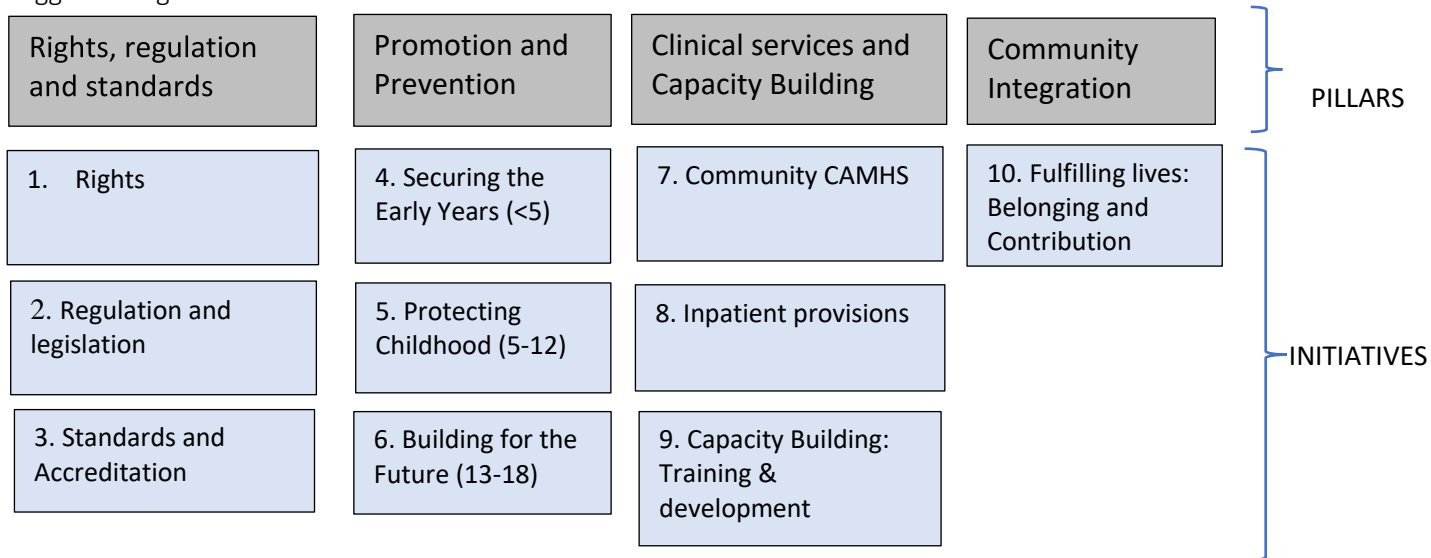 Rights, regulation
and standards
Promotion and
Prevention
Clinical services and
Capacity Building
Community
Integration
PILLARS
1. Rights
4. Securing the
Early Years (<5)
7. Community CAMHS
10. Fulfilling lives:
Belonging and
Contribution
2. Regulation and
legislation
5. Protecting
Childhood (5-12)
8. Inpatient provisions
INITIATIVES
3. Standards and
Accreditation
6. Building for the
Future (13-18)
9. Capacity Building:
Training &
development